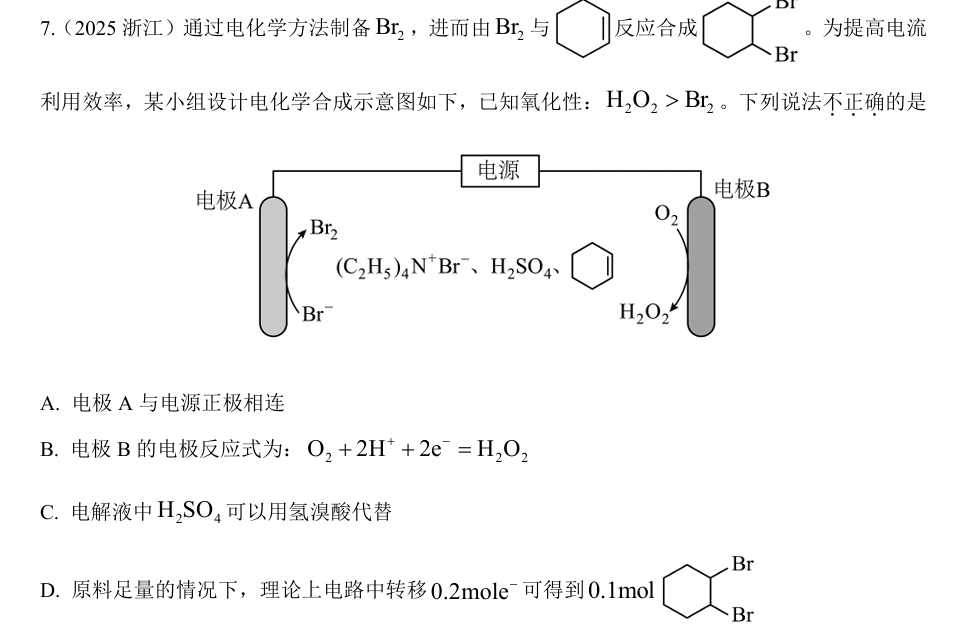 7.（2025 浙江）通过电化学方法制备 Br₂，进而由 Br₂ 与 反应合成 Br Br 。为提高电流
利用效率，某小组设计电化学合成示意图如下，已知氧化性：H₂O₂ > Br₂。下列说法不正确的是
电源
电极A
电极B
O₂
Br₂
(C₂H₅)₄N⁺Br⁻、H₂SO₄、
H₂O₂
Br⁻
A. 电极 A 与电源正极相连
B. 电极 B 的电极反应式为：O₂ + 2H⁺ + 2e⁻ = H₂O₂
C. 电解液中 H₂SO₄ 可以用氢溴酸代替
D. 原料足量的情况下，理论上电路中转移 0.2mole⁻ 可得到 0.1mol Br Br